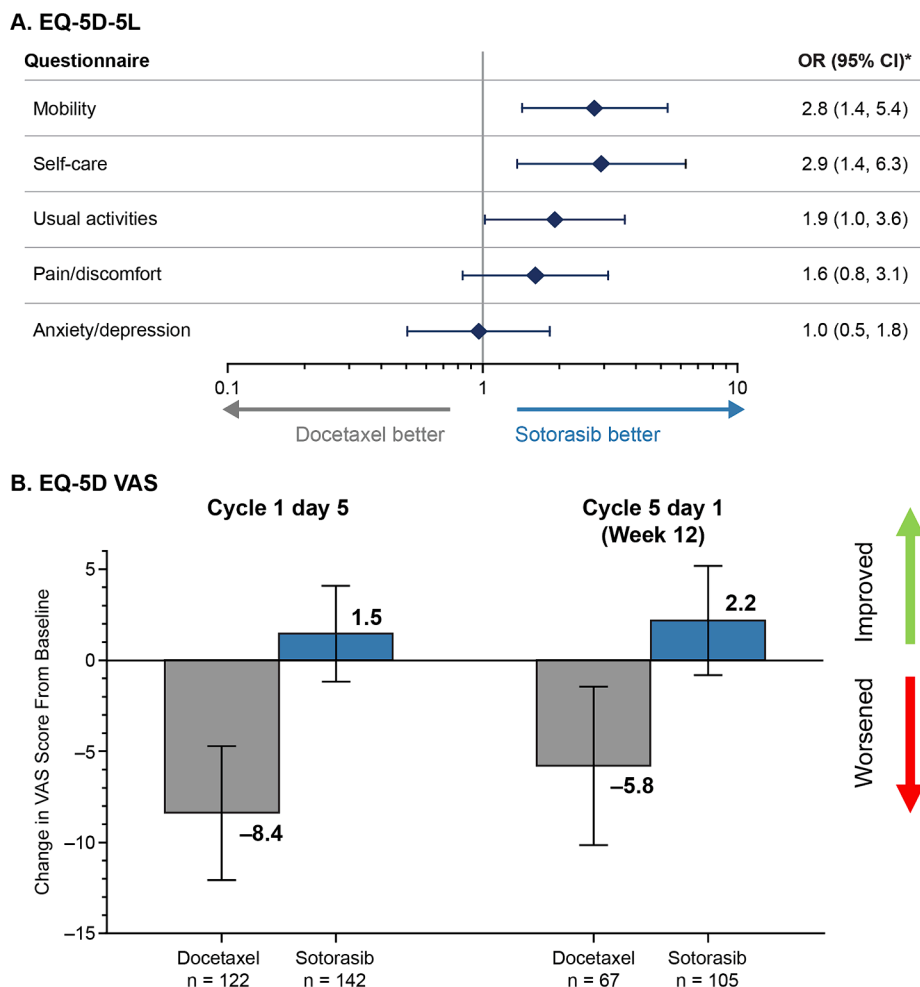 A. EQ-5D-5L
Questionnaire OR (95% CI)*
Mobility 2.8 (1.4, 5.4)
Self-care 2.9 (1.4, 6.3)
Usual activities 1.9 (1.0, 3.6)
Pain/discomfort 1.6 (0.8, 3.1)
Anxiety/depression 1.0 (0.5, 1.8)
0.1 1 10
Docetaxel better Sotorasib better
B. EQ-5D VAS
Cycle 1 day 5
Cycle 5 day 1
(Week 12)
Change in VAS Score From Baseline
5
0
–5
–10
–15
1.5
–8.4
2.2
–5.8
Improved
Worsened
Docetaxel Sotorasib Docetaxel Sotorasib
n = 122 n = 142 n = 67 n = 105